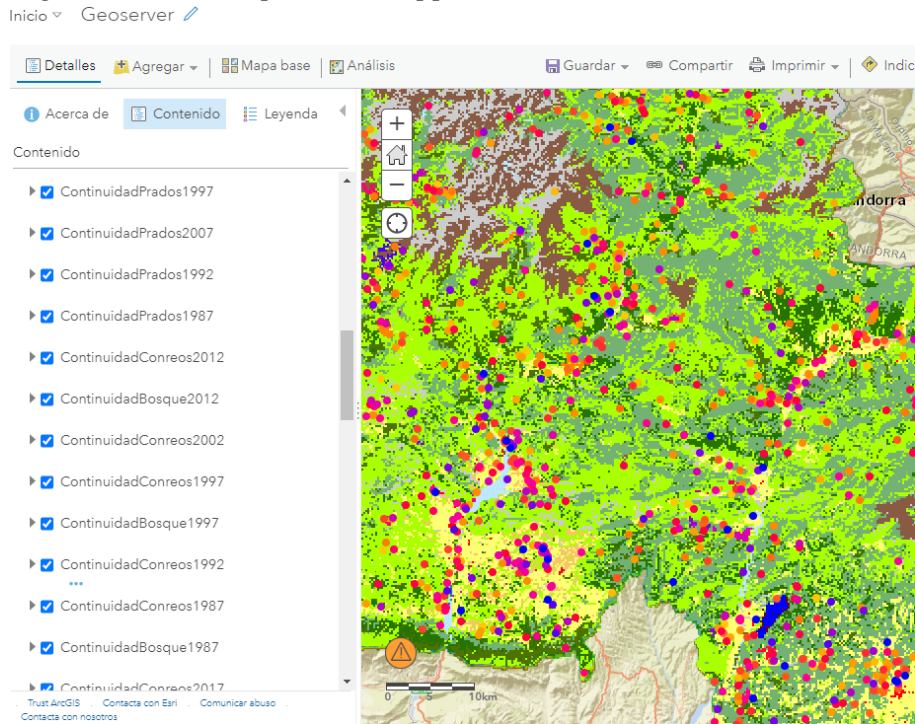 Inicio Geoserver
Detalles Agregar Mapa base Análisis Guardar Compartir Imprimir Indic
Acerca de Contenido Leyenda
Contenido
ContinuidadPrados1997
ContinuidadPrados2007
ContinuidadPrados1992
ContinuidadPrados1987
ContinuidadConreos2012
ContinuidadBosque2012
ContinuidadConreos2002
ContinuidadConreos1997
ContinuidadBosque1997
ContinuidadConreos1992
ContinuidadConreos1987
ContinuidadBosque1987
ContinuidadConreos2017
Trust ArcGIS . Contacta con Esri . Comunicar abuso .
Contacta con nosotros
ndorra
ANDORRA
0 5 10km